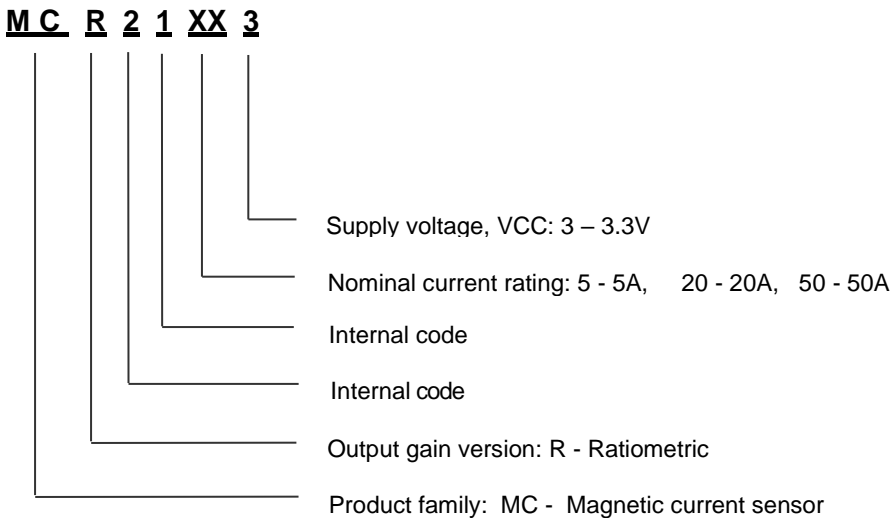 M C R 2 1 XX 3
Supply voltage, VCC: 3 – 3.3V
Nominal current rating: 5 - 5A, 20 - 20A, 50 - 50A
Internal code
Internal code
Output gain version: R - Ratiometric
Product family: MC - Magnetic current sensor